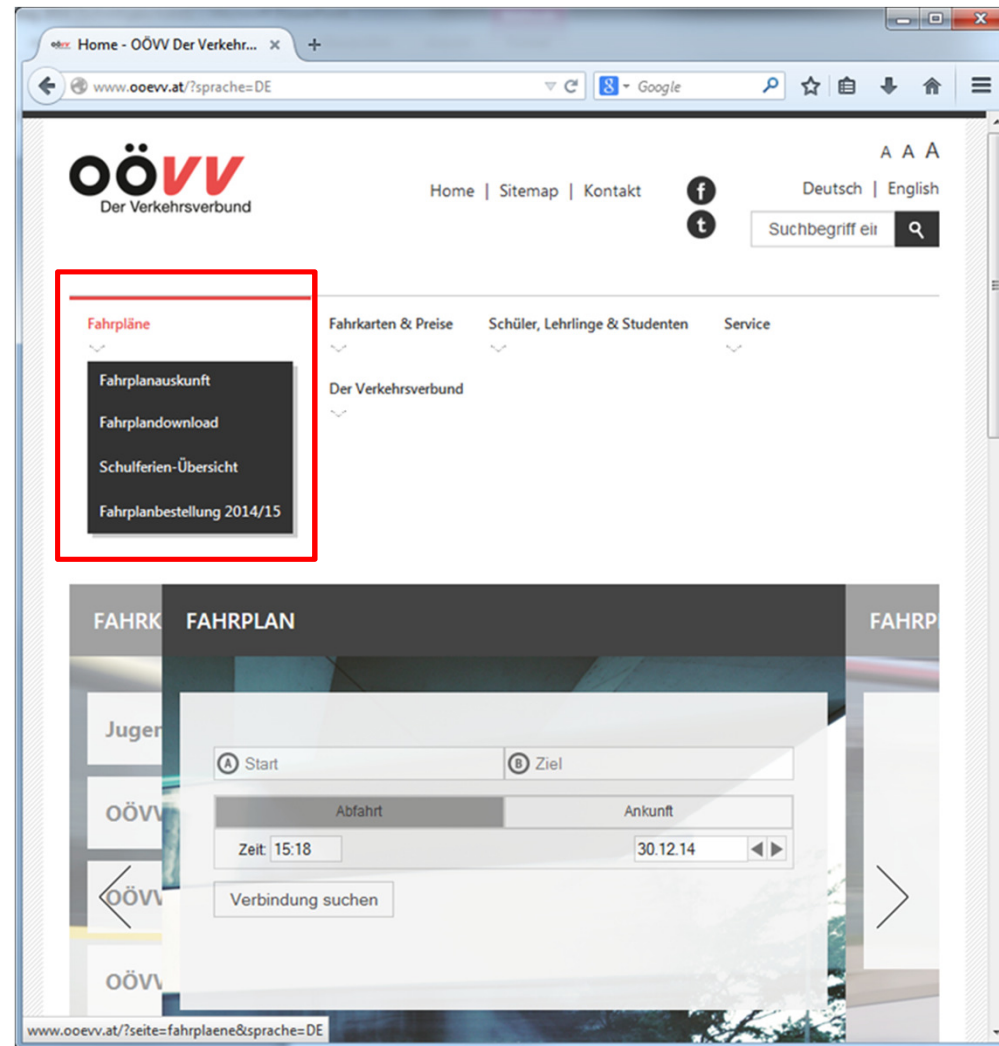 Home - OÖVV Der Verkehr...
www.ooevv.at/?sprache=DE
Google
A A A
OÖVV
Der Verkehrsverbund
Home | Sitemap | Kontakt
Deutsch | English
Suchbegriff ein
Fahrpläne
Fahrkarten & Preise
Schüler, Lehrlinge & Studenten
Service
Fahrplanauskunft
Der Verkehrsverbund
Fahrplandownload
Schulferien-Übersicht
Fahrplanbestellung 2014/15
FAHRK
FAHRPLAN
FAHRP
Jugen
A Start
B Ziel
OÖVV
Abfahrt
Ankunft
Zeit: 15:18
30.12.14
OÖVV
Verbindung suchen
OÖVV
www.ooevv.at/?seite=fahrplaene&sprache=DE